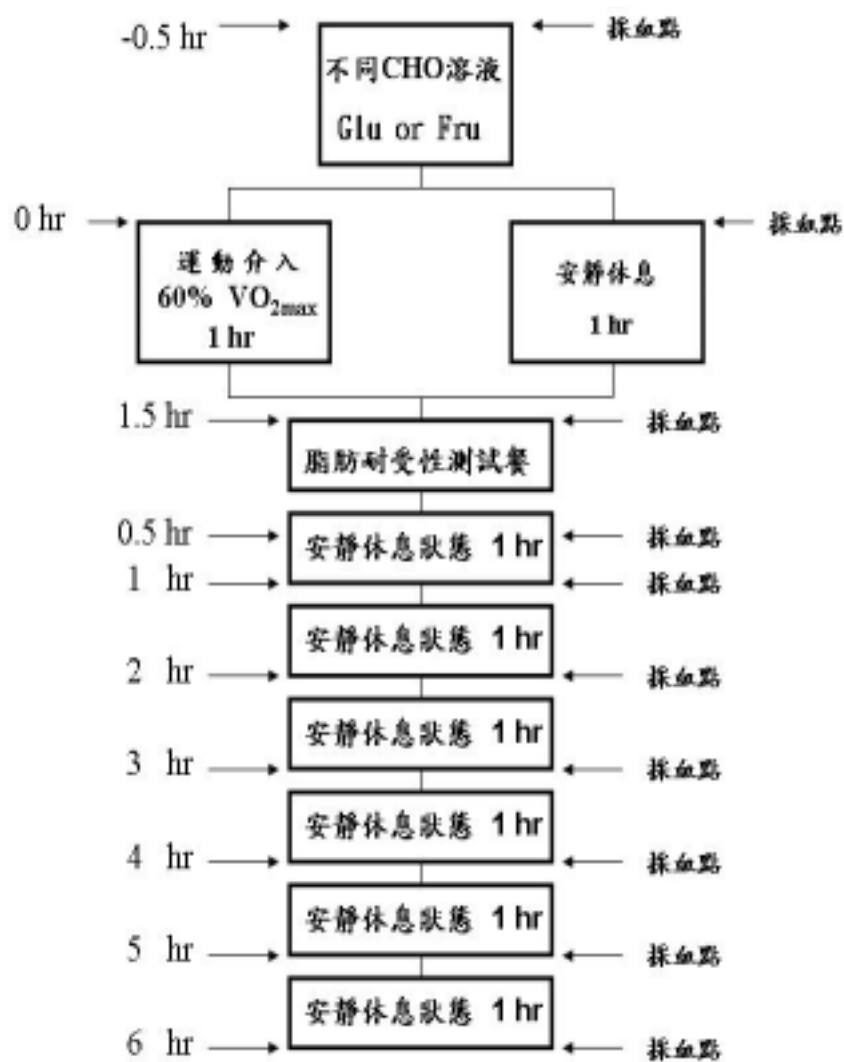 -0.5 hr
採血點
不同CHO溶液
Glu or Fru
0 hr
採血點
運動介入
60% VO2max
1 hr
安靜休息
1 hr
1.5 hr
採血點
脂肪耐受性測試餐
0.5 hr
安靜休息狀態 1 hr
採血點
1 hr
採血點
安靜休息狀態 1 hr
2 hr
採血點
安靜休息狀態 1 hr
3 hr
採血點
安靜休息狀態 1 hr
4 hr
採血點
安靜休息狀態 1 hr
5 hr
採血點
安靜休息狀態 1 hr
6 hr
採血點